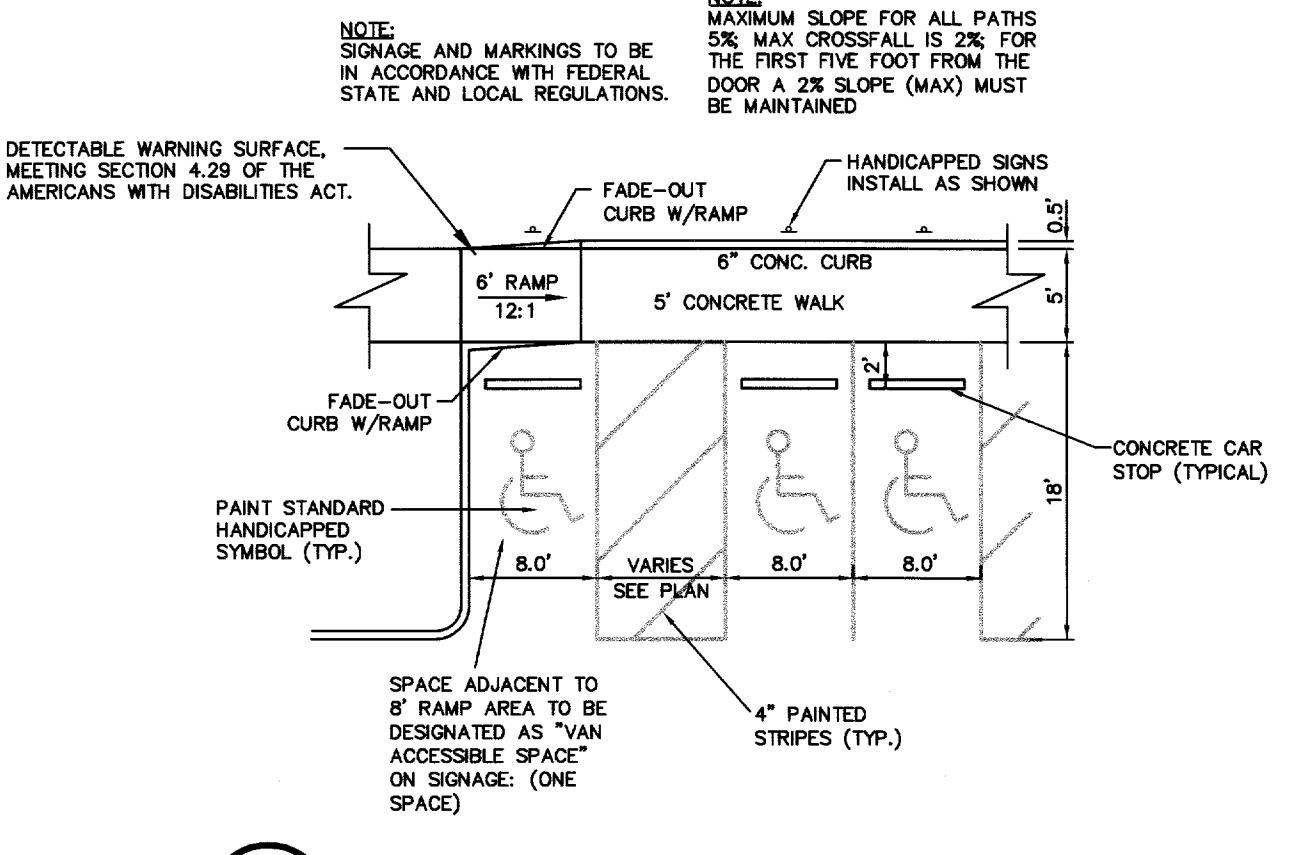 NOTE:
SIGNAGE AND MARKINGS TO BE
IN ACCORDANCE WITH FEDERAL
STATE AND LOCAL REGULATIONS.
NOTE:
MAXIMUM SLOPE FOR ALL PATHS
5%; MAX CROSSFALL IS 2%; FOR
THE FIRST FIVE FOOT FROM THE
DOOR A 2% SLOPE (MAX) MUST
BE MAINTAINED
DETECTABLE WARNING SURFACE,
MEETING SECTION 4.29 OF THE
AMERICANS WITH DISABILITIES ACT.
FADE-OUT
CURB W/RAMP
HANDICAPPED SIGNS
INSTALL AS SHOWN
0.5'
6" CONC. CURB
6' RAMP
12:1
5' CONCRETE WALK
5'
2'
FADE-OUT
CURB W/RAMP
CONCRETE CAR
STOP (TYPICAL)
18'
PAINT STANDARD
HANDICAPPED
SYMBOL (TYP.)
8.0'
VARIES
SEE PLAN
8.0'
8.0'
SPACE ADJACENT TO
8' RAMP AREA TO BE
DESIGNATED AS "VAN
ACCESSIBLE SPACE"
ON SIGNAGE: (ONE
SPACE)
4" PAINTED
STRIPES (TYP.)